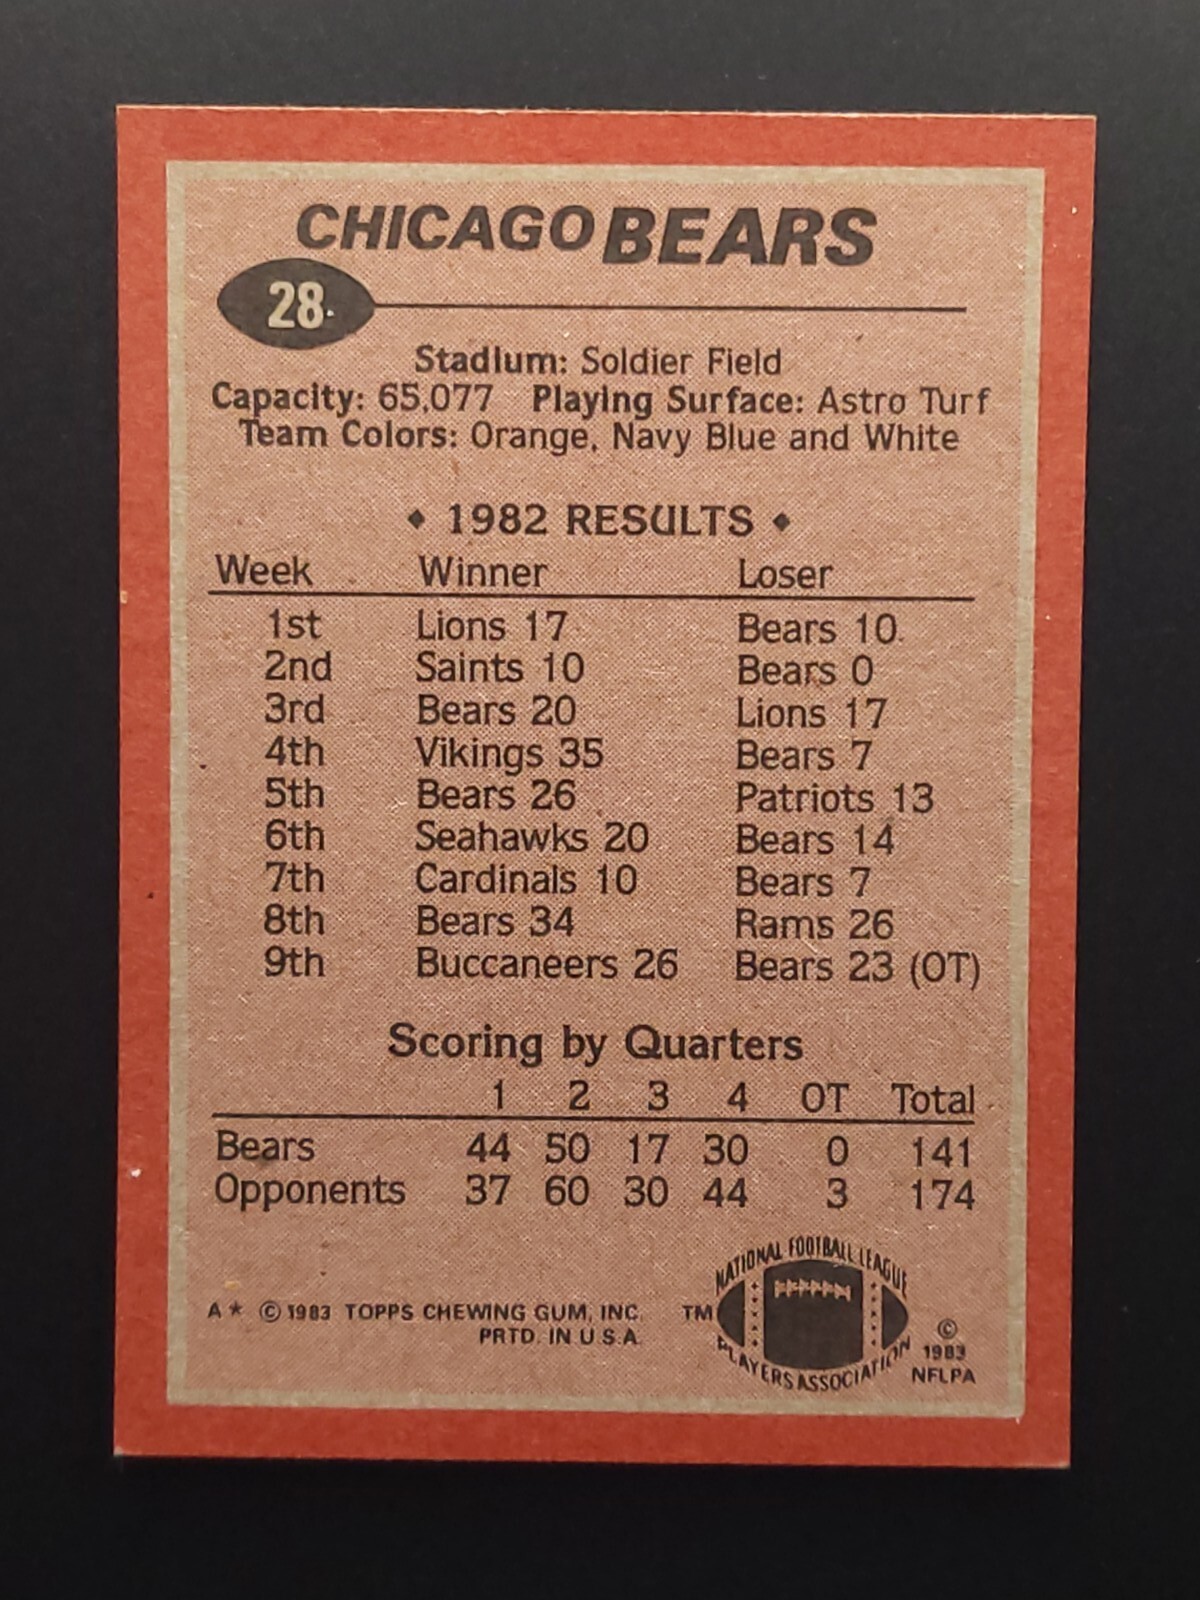 CHICAGO BEARS
28
Stadium: Soldier Field
Capacity: 65,077 Playing Surface: Astro Turf
Team Colors: Orange, Navy Blue and White
◆ 1982 RESULTS ◆
Week Winner Loser
1st Lions 17 Bears 10
2nd Saints 10 Bears 0
3rd Bears 20 Lions 17
4th Vikings 35 Bears 7
5th Bears 26 Patriots 13
6th Seahawks 20 Bears 14
7th Cardinals 10 Bears 7
8th Bears 34 Rams 26
9th Buccaneers 26 Bears 23 (OT)
Scoring by Quarters
1 2 3 4 OT Total
Bears 44 50 17 30 0 141
Opponents 37 60 30 44 3 174
A* © 1983 TOPPS CHEWING GUM, INC.
PRTD. IN U.S.A.
TM
NATIONAL FOOTBALL LEAGUE
PLAYERS ASSOCIATION
©
1983
NFLPA